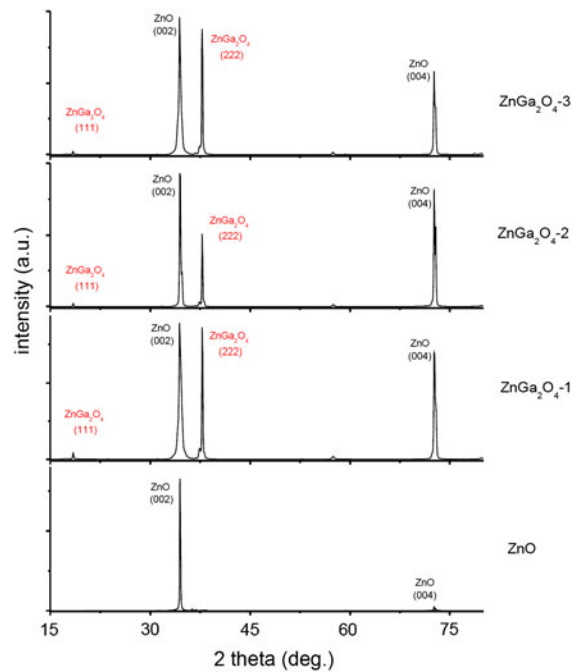 ZnO
(002)
ZnGa₂O₄
(222)
ZnO
(004)
ZnGa₂O₄
(111)
ZnGa₂O₄-3
ZnO
(002)
ZnO
(004)
ZnGa₂O₄
(222)
ZnGa₂O₄
(111)
ZnGa₂O₄-2
ZnO
(002)
ZnGa₂O₄
(222)
ZnO
(004)
ZnGa₂O₄
(111)
ZnGa₂O₄-1
ZnO
(002)
ZnO
(004)
ZnO
intensity (a.u.)
15 30 45 60 75
2 theta (deg.)